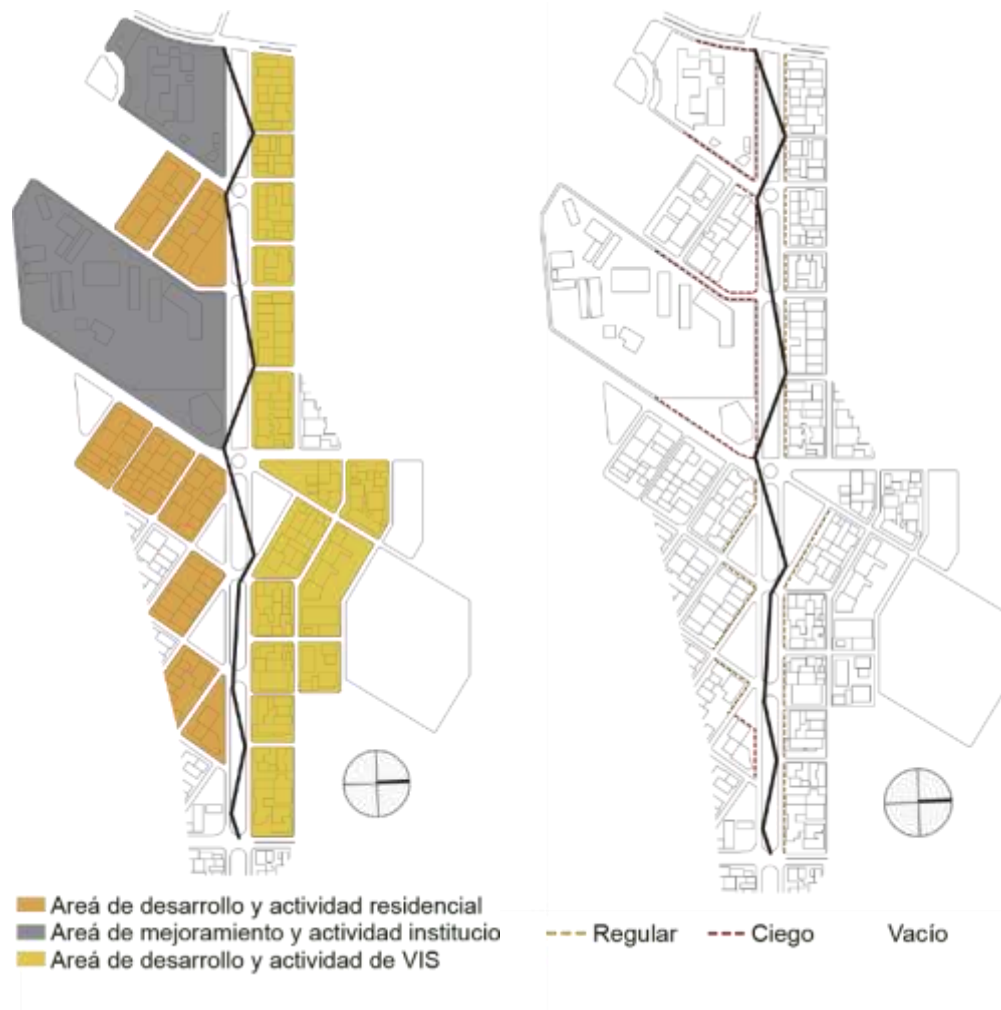 Areá de desarrollo y actividad residencial
Areá de mejoramiento y actividad institucio
Areá de desarrollo y actividad de VIS
Regular Ciego Vacío